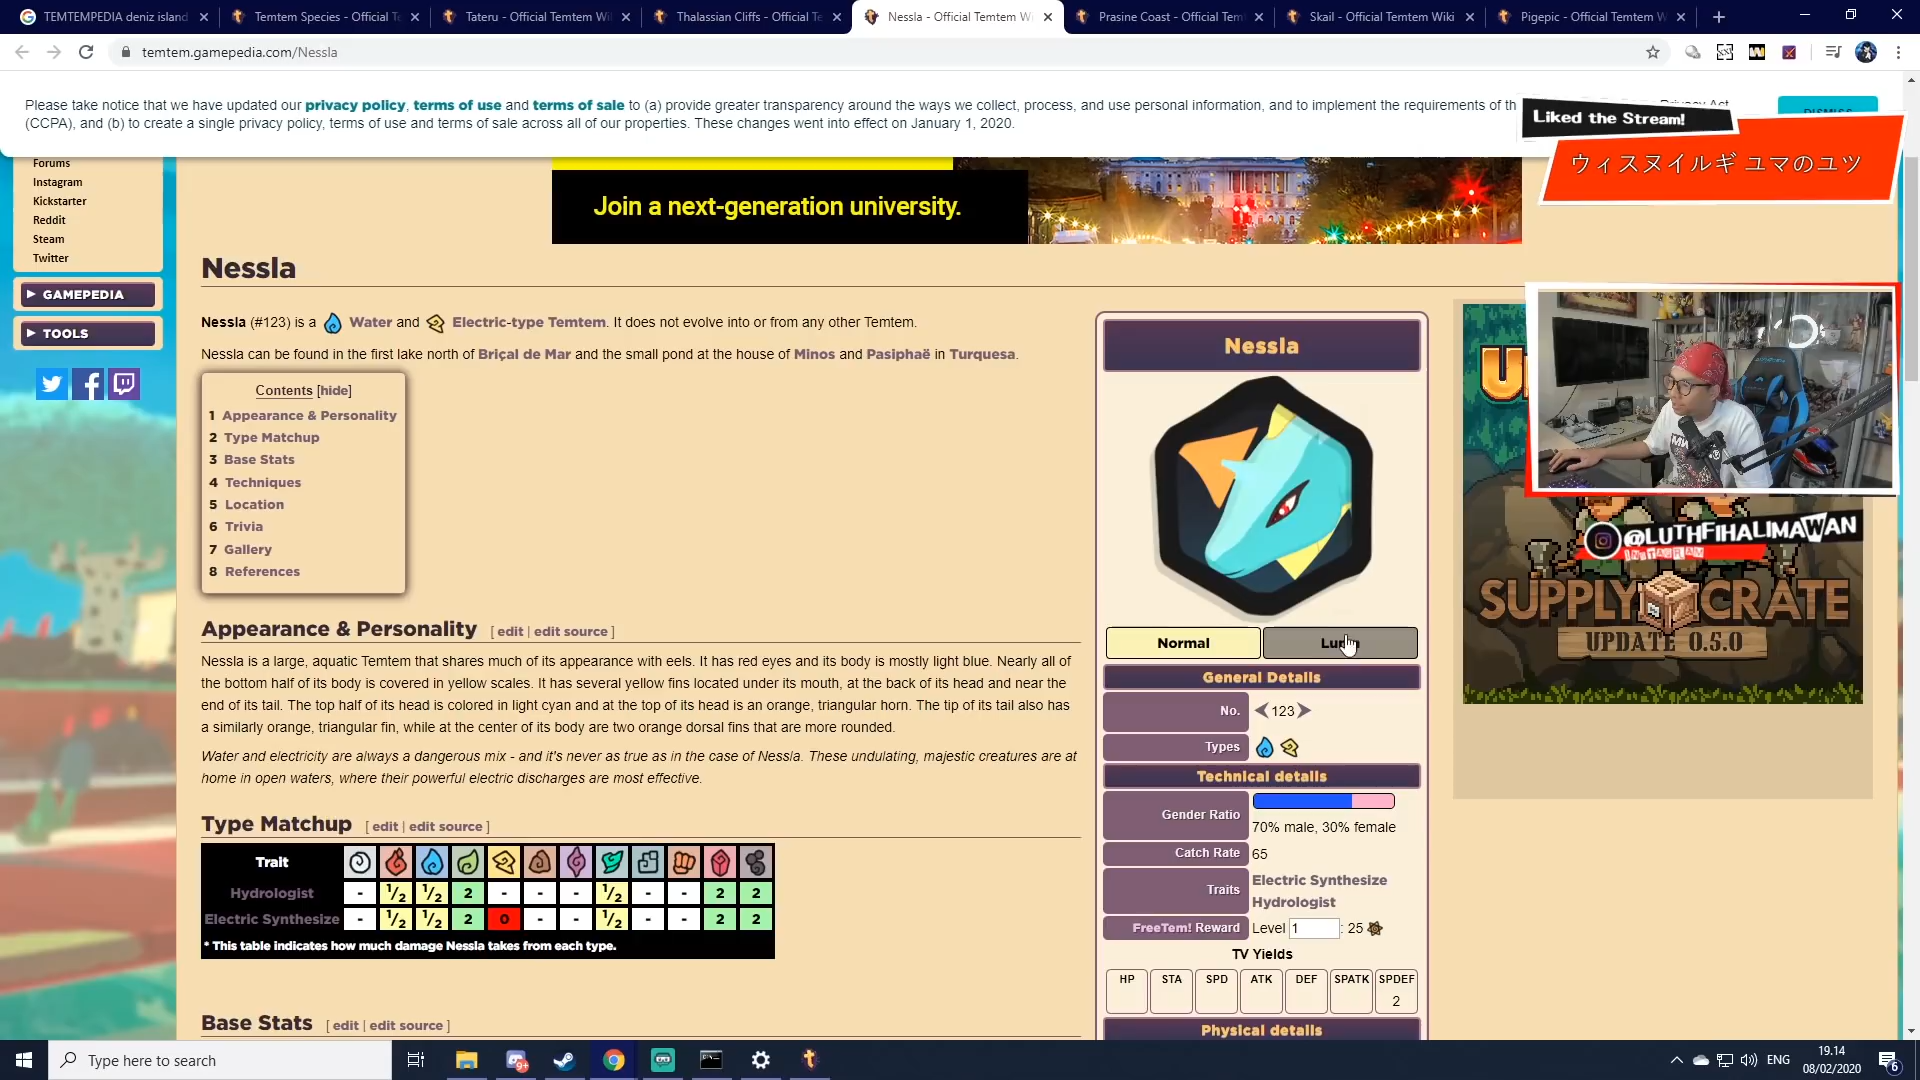 TEMTEMPEDIA deniz island
Temtem Species - Official Te
Tateru - Official Temtem Wi
Thalassian Cliffs - Official Te
Nessla - Official Temtem Wi
Prasine Coast - Official Tem
Skail - Official Temtem Wiki
Pigepic - Official Temtem W
temtem.gamepedia.com/Nessla
Please take notice that we have updated our privacy policy, terms of use and terms of sale to (a) provide greater transparency around the ways we collect, process, and use personal information, and to implement the requirements of th
(CCPA), and (b) to create a single privacy policy, terms of use and terms of sale across all of our properties. These changes went into effect on January 1, 2020.
Liked the Stream!
ウィスヌイルギ ユマのユツ
Forums
Instagram
Kickstarter
Reddit
Steam
Twitter
GAMEPEDIA
TOOLS
Join a next-generation university.
Nessla
Nessla (#123) is a Water and Electric-type Temtem. It does not evolve into or from any other Temtem.
Nessla can be found in the first lake north of Briçal de Mar and the small pond at the house of Minos and Pasiphaë in Turquesa.
Contents [hide]
1 Appearance & Personality
2 Type Matchup
3 Base Stats
4 Techniques
5 Location
6 Trivia
7 Gallery
8 References
Appearance & Personality [ edit | edit source ]
Nessla is a large, aquatic Temtem that shares much of its appearance with eels. It has red eyes and its body is mostly light blue. Nearly all of
the bottom half of its body is covered in yellow scales. It has several yellow fins located under its mouth, at the back of its head and near the
end of its tail. The top half of its head is colored in light cyan and at the top of its head is an orange, triangular horn. The tip of its tail also has
a similarly orange, triangular fin, while at the center of its body are two orange dorsal fins that are more rounded.
Water and electricity are always a dangerous mix - and it's never as true as in the case of Nessla. These undulating, majestic creatures are at
home in open waters, where their powerful electric discharges are most effective.
Type Matchup [ edit | edit source ]
Trait
Hydrologist - 1/2 1/2 2 - - - 1/2 - - 2 2
Electric Synthesize - 1/2 1/2 2 0 - - 1/2 - - 2 2
* This table indicates how much damage Nessla takes from each type.
Base Stats [ edit | edit source ]
Nessla
Normal
General Details
No. 123
Types
Technical details
Gender Ratio
70% male, 30% female
Catch Rate 65
Traits Electric Synthesize
Hydrologist
FreeTem! Reward Level 1 : 25
TV Yields
HP STA SPD ATK DEF SPATK SPDEF
2
Physical details
@LUTHFIHALIMAWAN
INSTAGRAM
SUPPLY CRATE
UPDATE 0.5.0
Type here to search
9+
ENG
19.14
08/02/2020
6